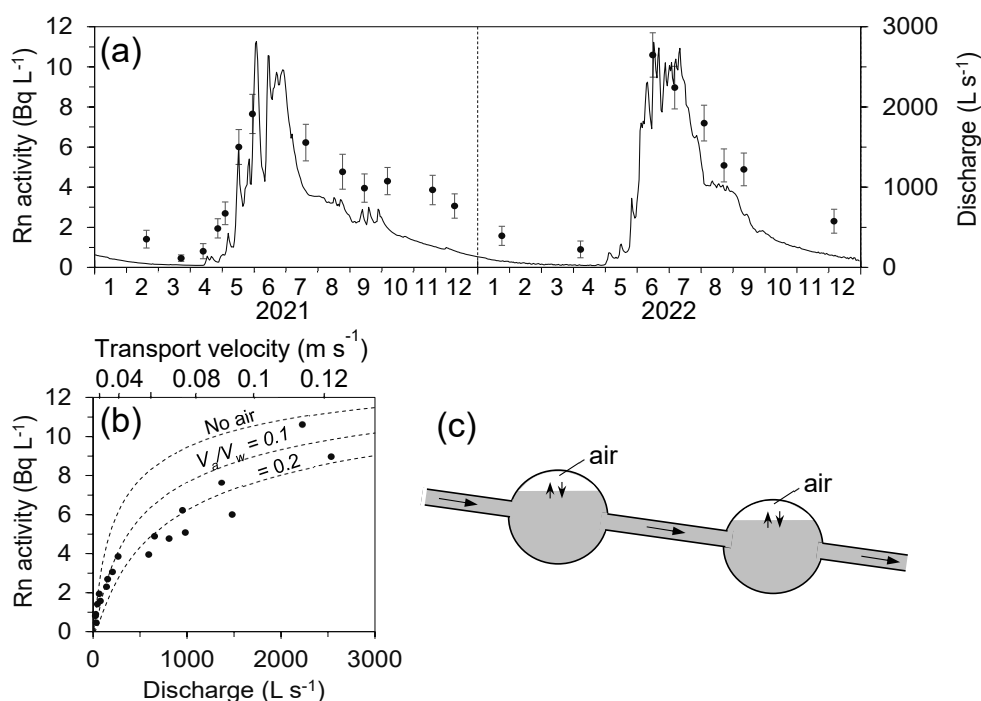 (a)
Rn activity (Bq L-1)
12
10
8
6
4
2
0
3000
2000
1000
0
Discharge (L s-1)
1 2 3 4 5 6 7 8 9 10 11 12 1 2 3 4 5 6 7 8 9 10 11 12
2021 2022
Transport velocity (m s-1)
0.04 0.08 0.1 0.12
(b)
Rn activity (Bq L-1)
12
10
8
6
4
2
0
No air
Va/Vw = 0.1
= 0.2
0 1000 2000 3000
Discharge (L s-1)
(c)
air
air